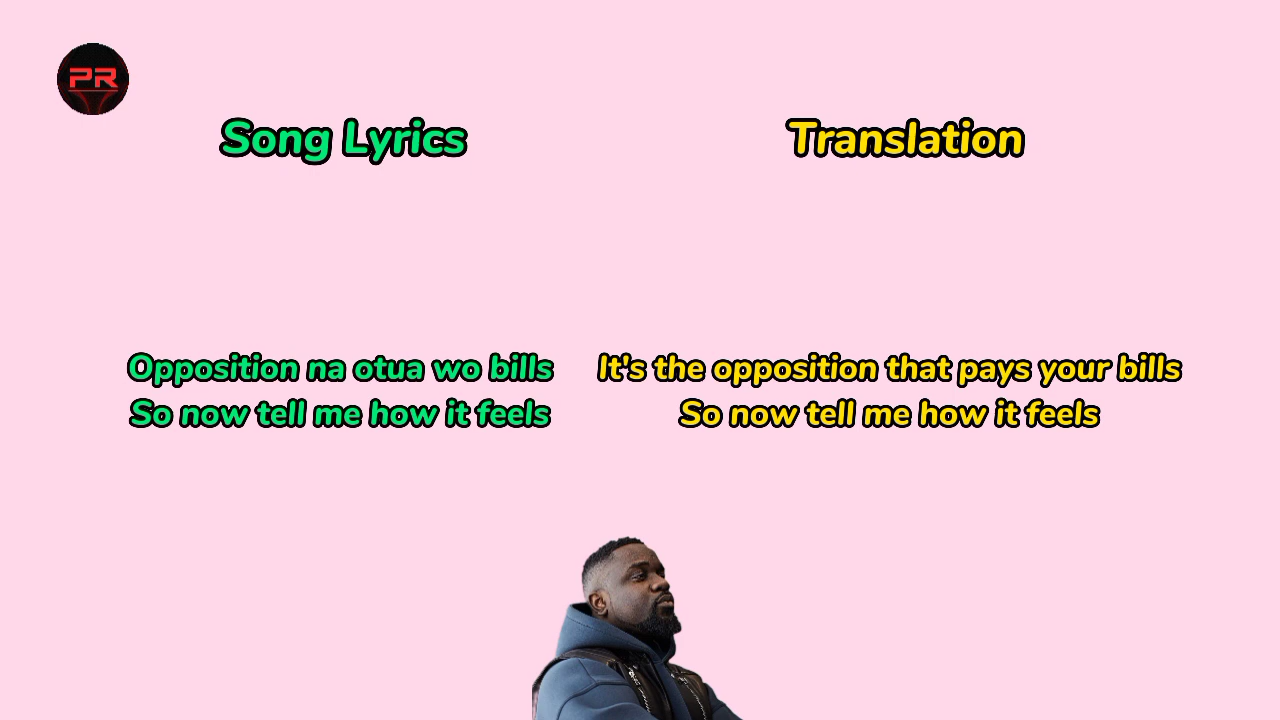 PR
Song Lyrics
Translation
Opposition na otua wo bills
So now tell me how it feels
It's the opposition that pays your bills
So now tell me how it feels